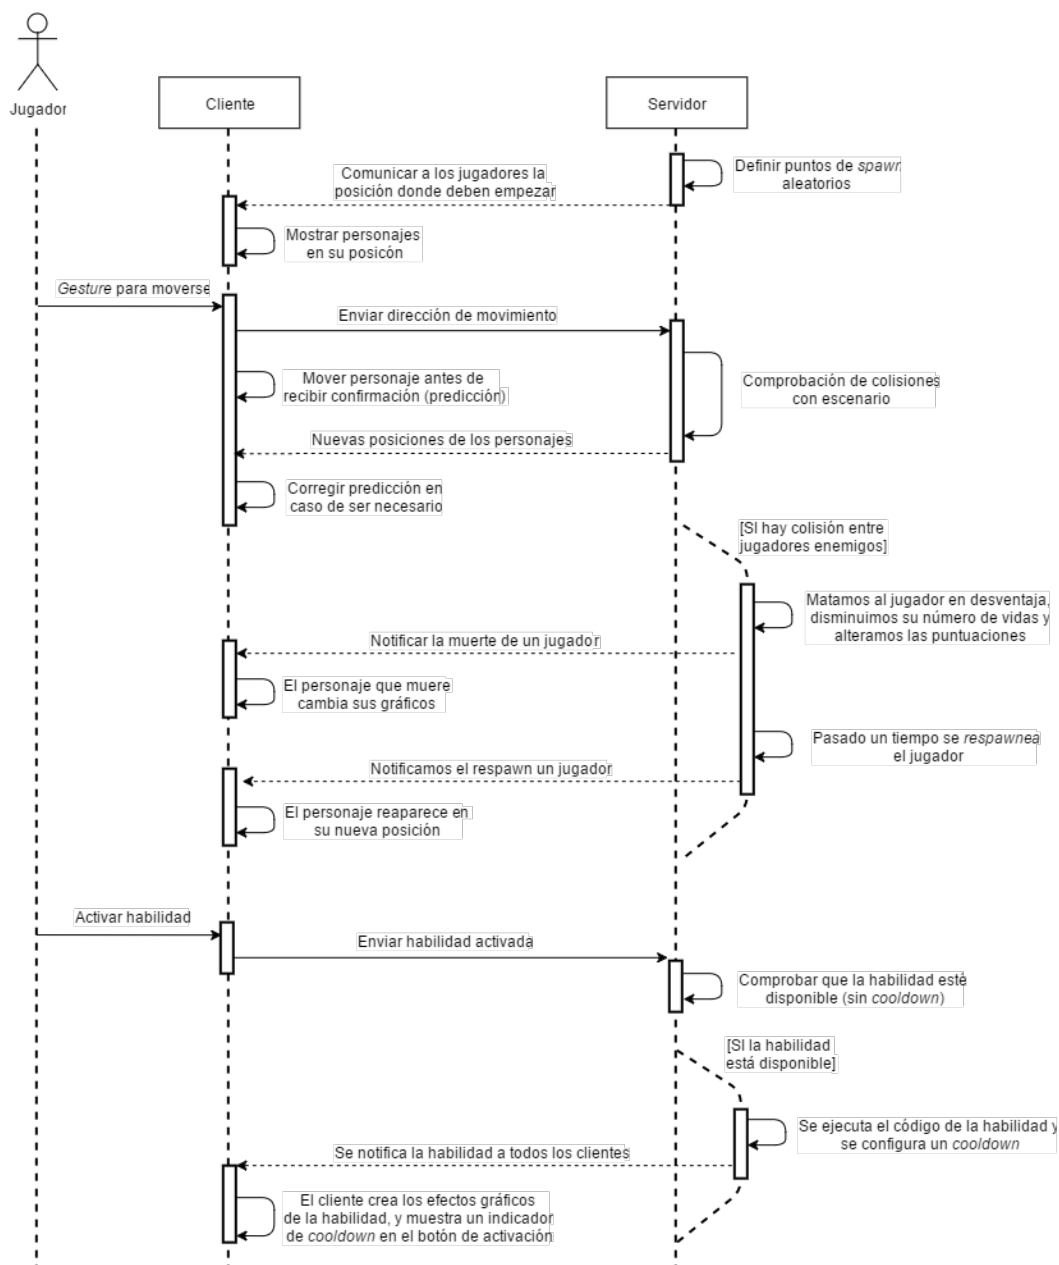 Jugador
Cliente
Servidor
Definir puntos de spawn
aleatorios
Comunicar a los jugadores la
posición donde deben empezar
Mostrar personajes
en su posicón
Gesture para moverse
Enviar dirección de movimiento
Mover personaje antes de
recibir confirmación (predicción)
Comprobación de colisiones
con escenario
Nuevas posiciones de los personajes
Corregir predicción en
caso de ser necesario
[SI hay colisión entre
jugadores enemigos]
Matamos al jugador en desventaja,
disminuimos su número de vidas y
alteramos las puntuaciones
Notificar la muerte de un jugador
El personaje que muere
cambia sus gráficos
Pasado un tiempo se respawnea
el jugador
Notificamos el respawn un jugador
El personaje reaparece en
su nueva posición
Activar habilidad
Enviar habilidad activada
Comprobar que la habilidad esté
disponible (sin cooldown)
[SI la habilidad
está disponible]
Se ejecuta el código de la habilidad y
se configura un cooldown
Se notifica la habilidad a todos los clientes
El cliente crea los efectos gráficos
de la habilidad, y muestra un indicador
de cooldown en el botón de activación